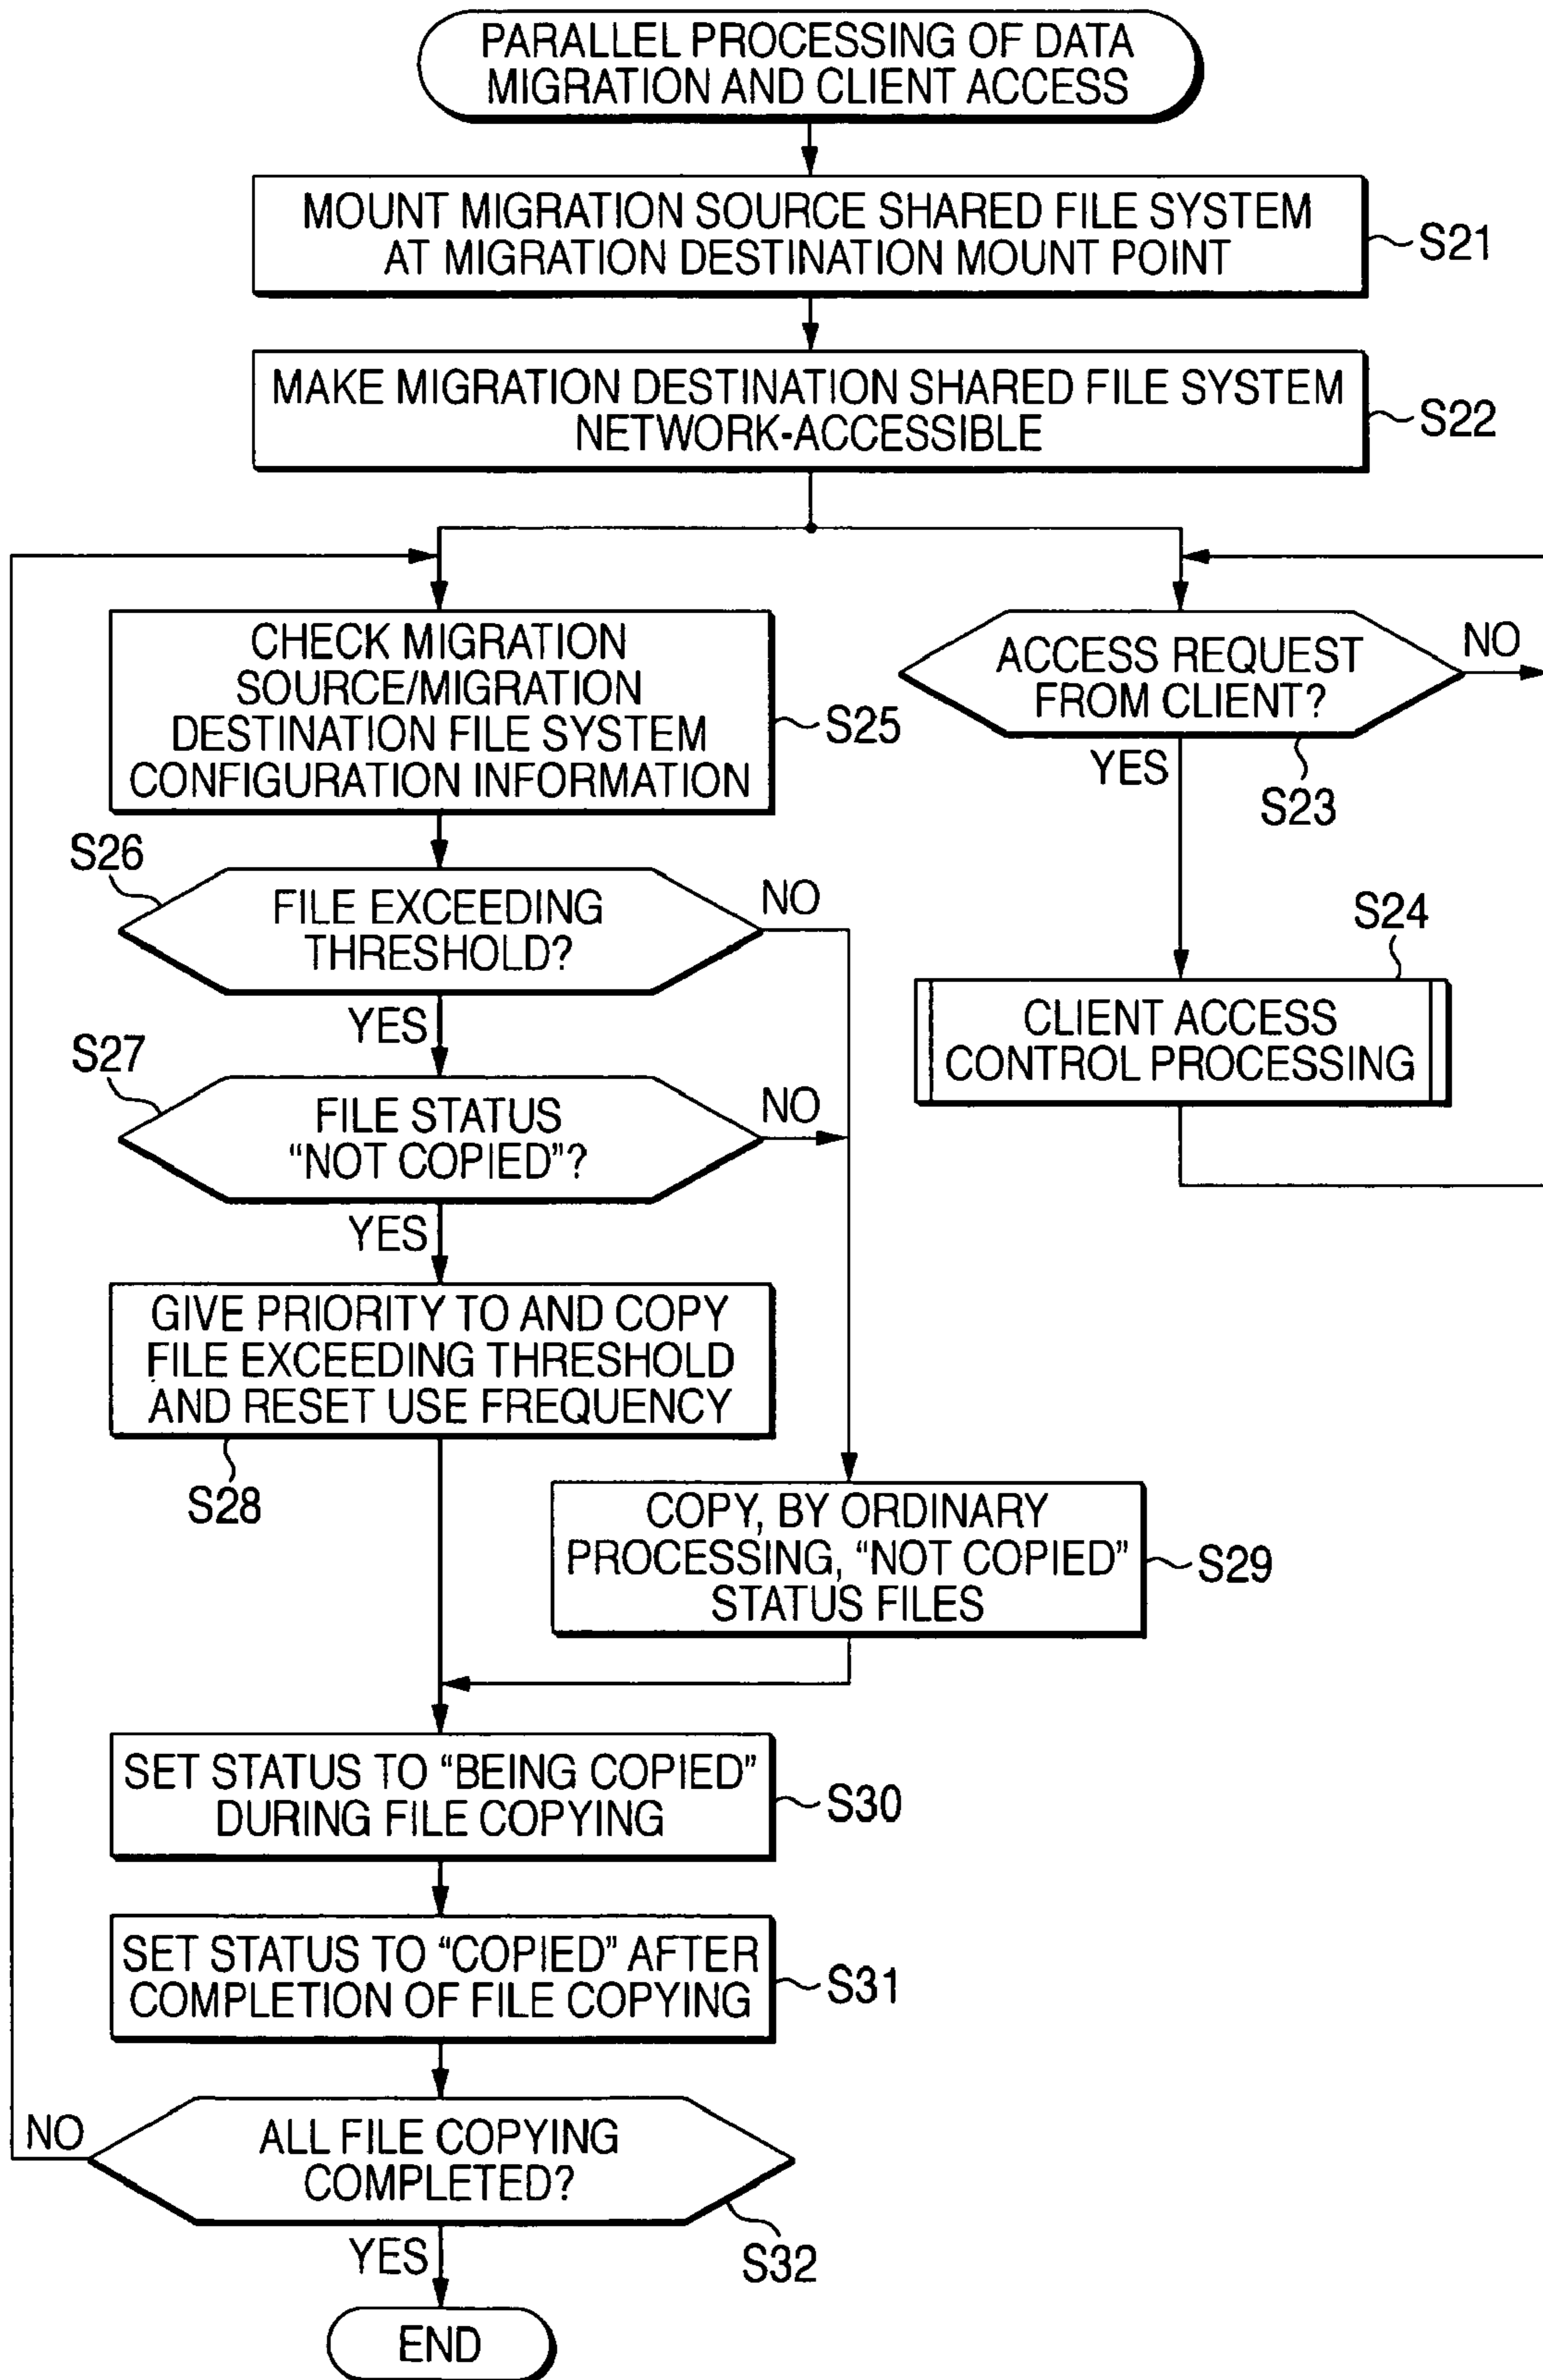 PARALLEL PROCESSING OF DATA
MIGRATION AND CLIENT ACCESS
MOUNT MIGRATION SOURCE SHARED FILE SYSTEM
AT MIGRATION DESTINATION MOUNT POINT
S21
MAKE MIGRATION DESTINATION SHARED FILE SYSTEM
NETWORK-ACCESSIBLE
S22
CHECK MIGRATION
SOURCE/MIGRATION
DESTINATION FILE SYSTEM
CONFIGURATION INFORMATION
S25
ACCESS REQUEST
FROM CLIENT?
NO
YES
S23
S26
FILE EXCEEDING
THRESHOLD?
NO
YES
S24
CLIENT ACCESS
CONTROL PROCESSING
S27
FILE STATUS
“NOT COPIED”?
NO
YES
GIVE PRIORITY TO AND COPY
FILE EXCEEDING THRESHOLD
AND RESET USE FREQUENCY
S28
COPY, BY ORDINARY
PROCESSING, “NOT COPIED”
STATUS FILES
S29
SET STATUS TO “BEING COPIED”
DURING FILE COPYING
S30
SET STATUS TO “COPIED” AFTER
COMPLETION OF FILE COPYING
S31
NO
ALL FILE COPYING
COMPLETED?
YES
S32
END